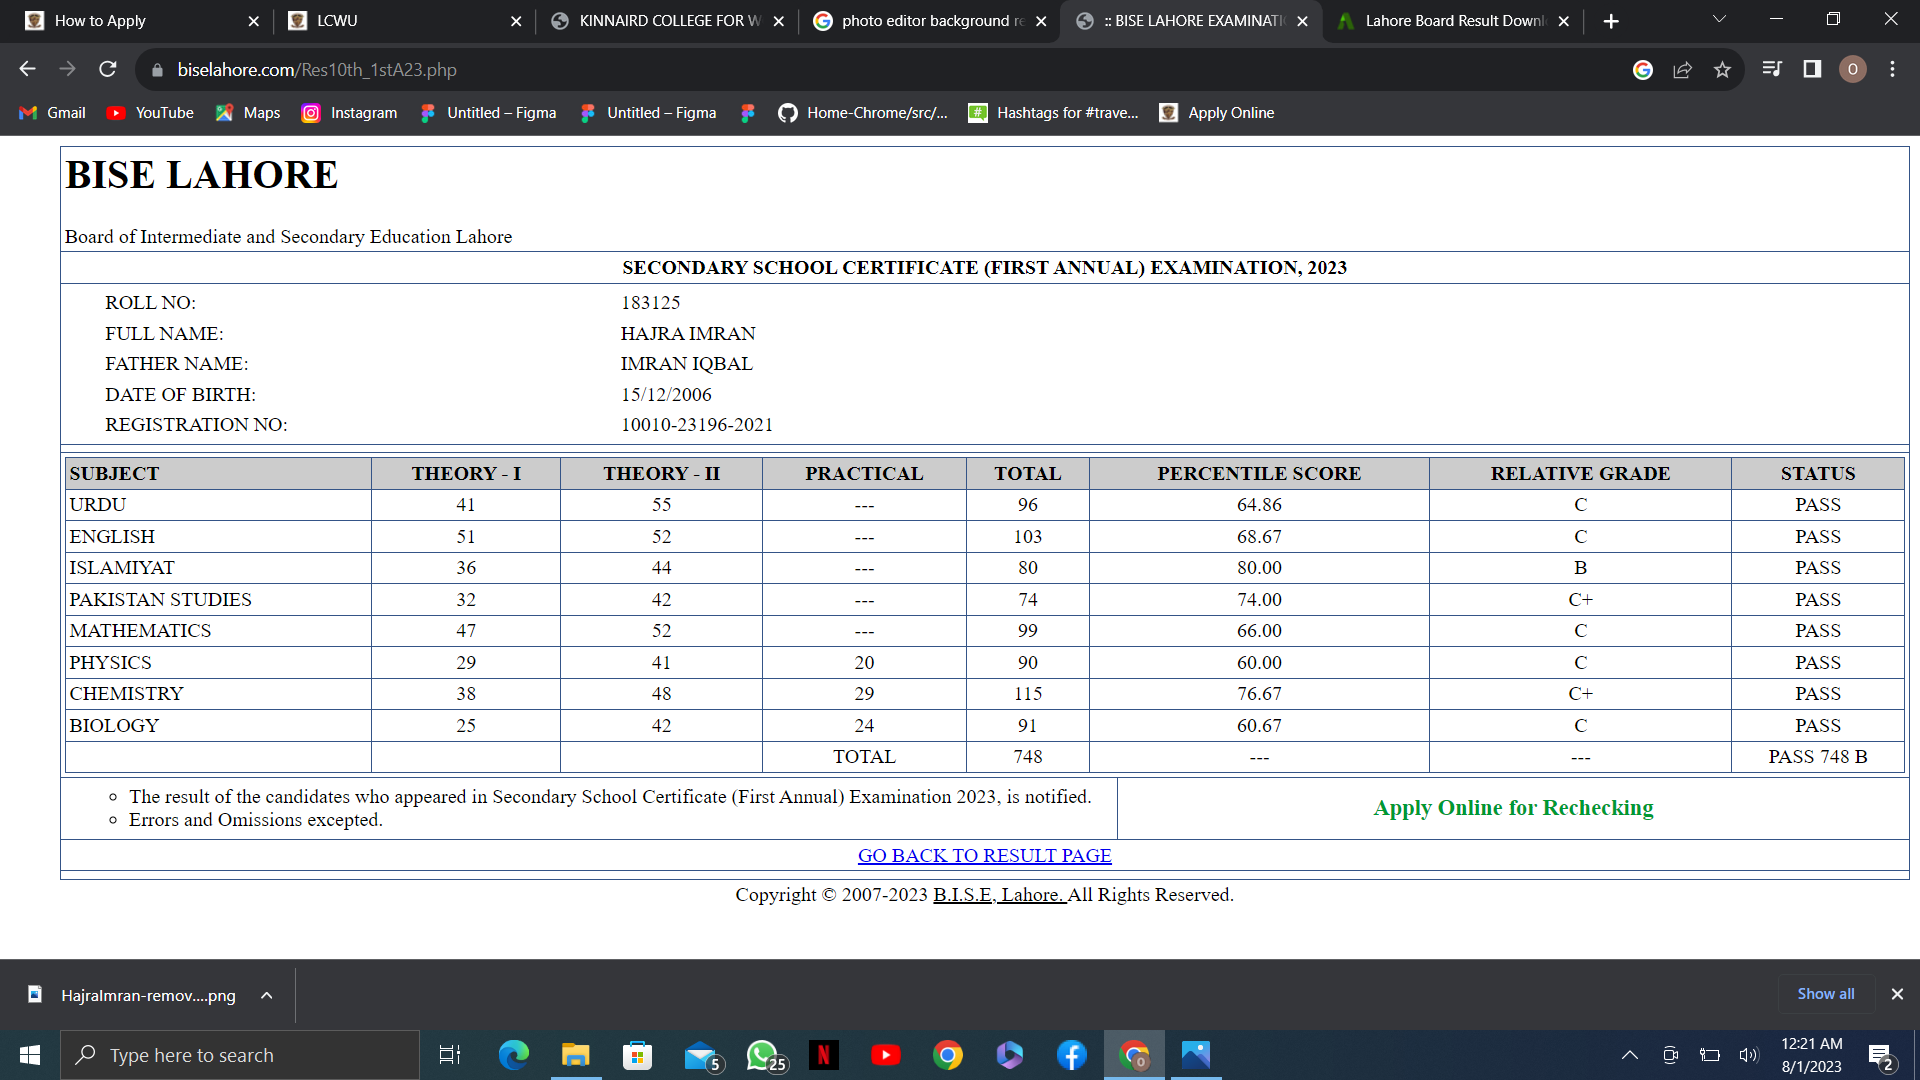 How to Apply LCWU KINNAIRD COLLEGE FOR W photo editor background re :: BISE LAHORE EXAMINATI Lahore Board Result Downl
biselahore.com/Res10th_1stA23.php O
Gmail YouTube Maps Instagram Untitled – Figma Untitled – Figma Home-Chrome/src/... # Hashtags for #trave... Apply Online
BISE LAHORE
Board of Intermediate and Secondary Education Lahore
SECONDARY SCHOOL CERTIFICATE (FIRST ANNUAL) EXAMINATION, 2023
ROLL NO: 183125
FULL NAME: HAJRA IMRAN
FATHER NAME: IMRAN IQBAL
DATE OF BIRTH: 15/12/2006
REGISTRATION NO: 10010-23196-2021
SUBJECT THEORY - I THEORY - II PRACTICAL TOTAL PERCENTILE SCORE RELATIVE GRADE STATUS
URDU 41 55 --- 96 64.86 C PASS
ENGLISH 51 52 --- 103 68.67 C PASS
ISLAMIYAT 36 44 --- 80 80.00 B PASS
PAKISTAN STUDIES 32 42 --- 74 74.00 C+ PASS
MATHEMATICS 47 52 --- 99 66.00 C PASS
PHYSICS 29 41 20 90 60.00 C PASS
CHEMISTRY 38 48 29 115 76.67 C+ PASS
BIOLOGY 25 42 24 91 60.67 C PASS
TOTAL 748 --- --- PASS 748 B
The result of the candidates who appeared in Secondary School Certificate (First Annual) Examination 2023, is notified.
Errors and Omissions excepted.
Apply Online for Rechecking
GO BACK TO RESULT PAGE
Copyright © 2007-2023 B.I.S.E, Lahore. All Rights Reserved.
HajraImran-remov....png Show all
Type here to search 5 25 N 0 12:21 AM
8/1/2023 2